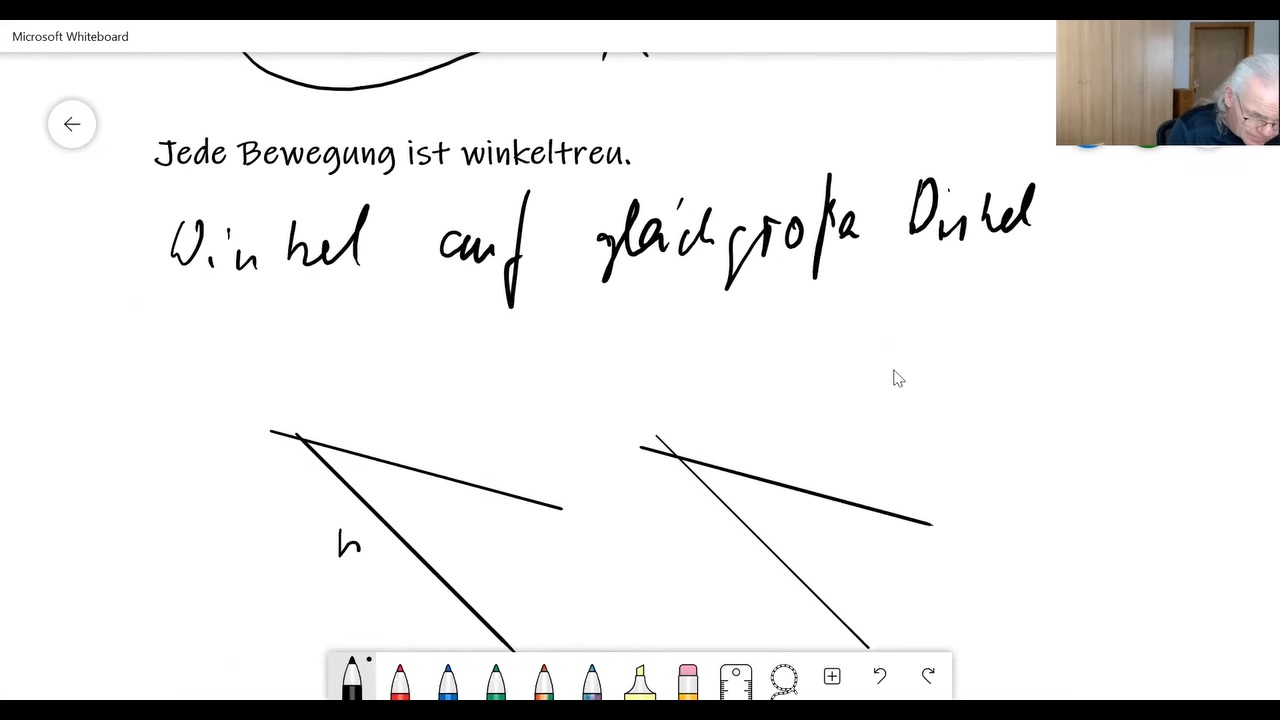 Microsoft Whiteboard
Jede Bewegung ist winkeltreu.
Winkel auf gleichgroße Winkel
h